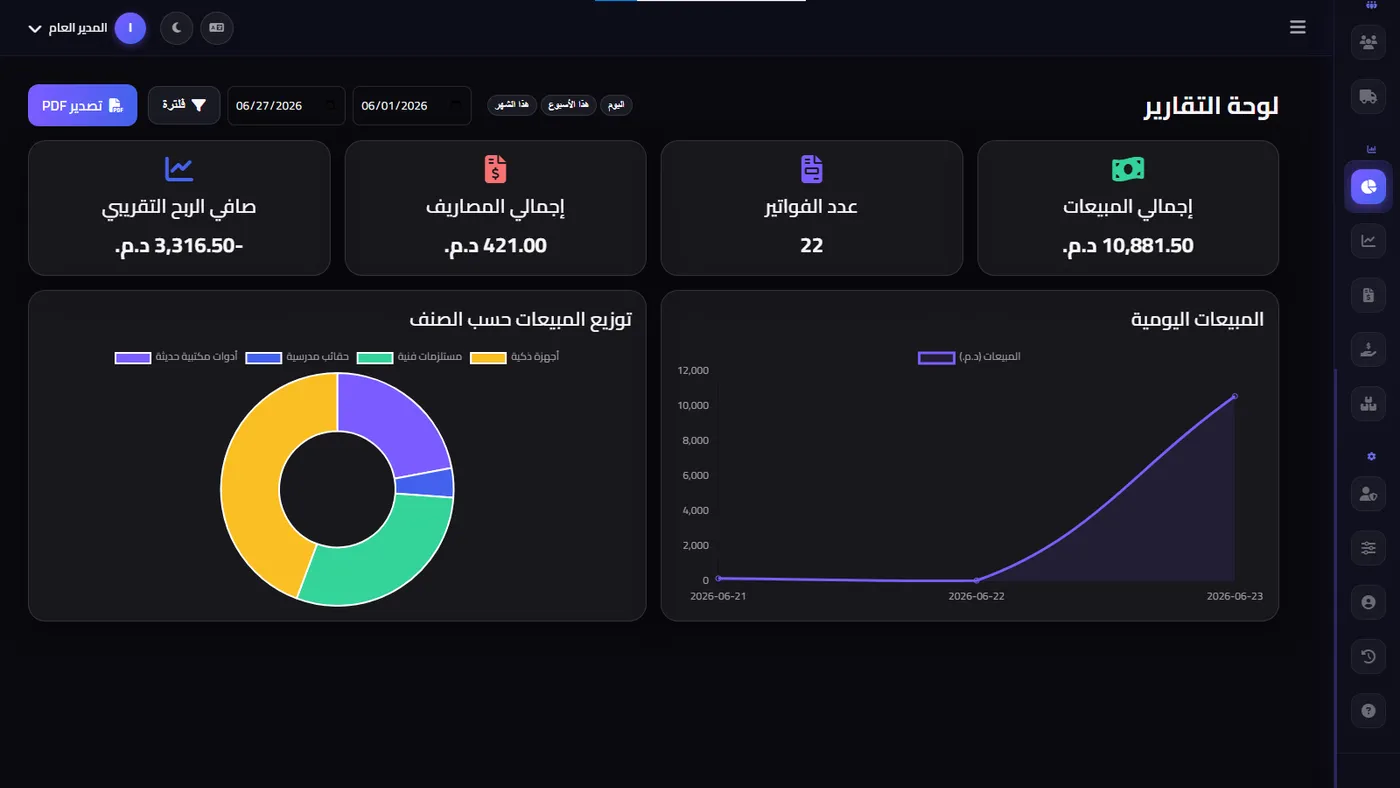 المدير العام
ا
لوحة التقارير
اليوم
هذا الأسبوع
هذا الشهر
06/01/2026
06/27/2026
فلترة
تصدير PDF
إجمالي المبيعات
10,881.50 د.م.
عدد الفواتير
22
إجمالي المصاريف
421.00 د.م.
صافي الربح التقريبي
-3,316.50 د.م.
المبيعات اليومية
المبيعات (د.م.)
12,000
10,000
8,000
6,000
4,000
2,000
0
2026-06-21
2026-06-22
2026-06-23
توزيع المبيعات حسب الصنف
أجهزة ذكية
مستلزمات فنية
حقائب مدرسية
أدوات مكتبية حديثة